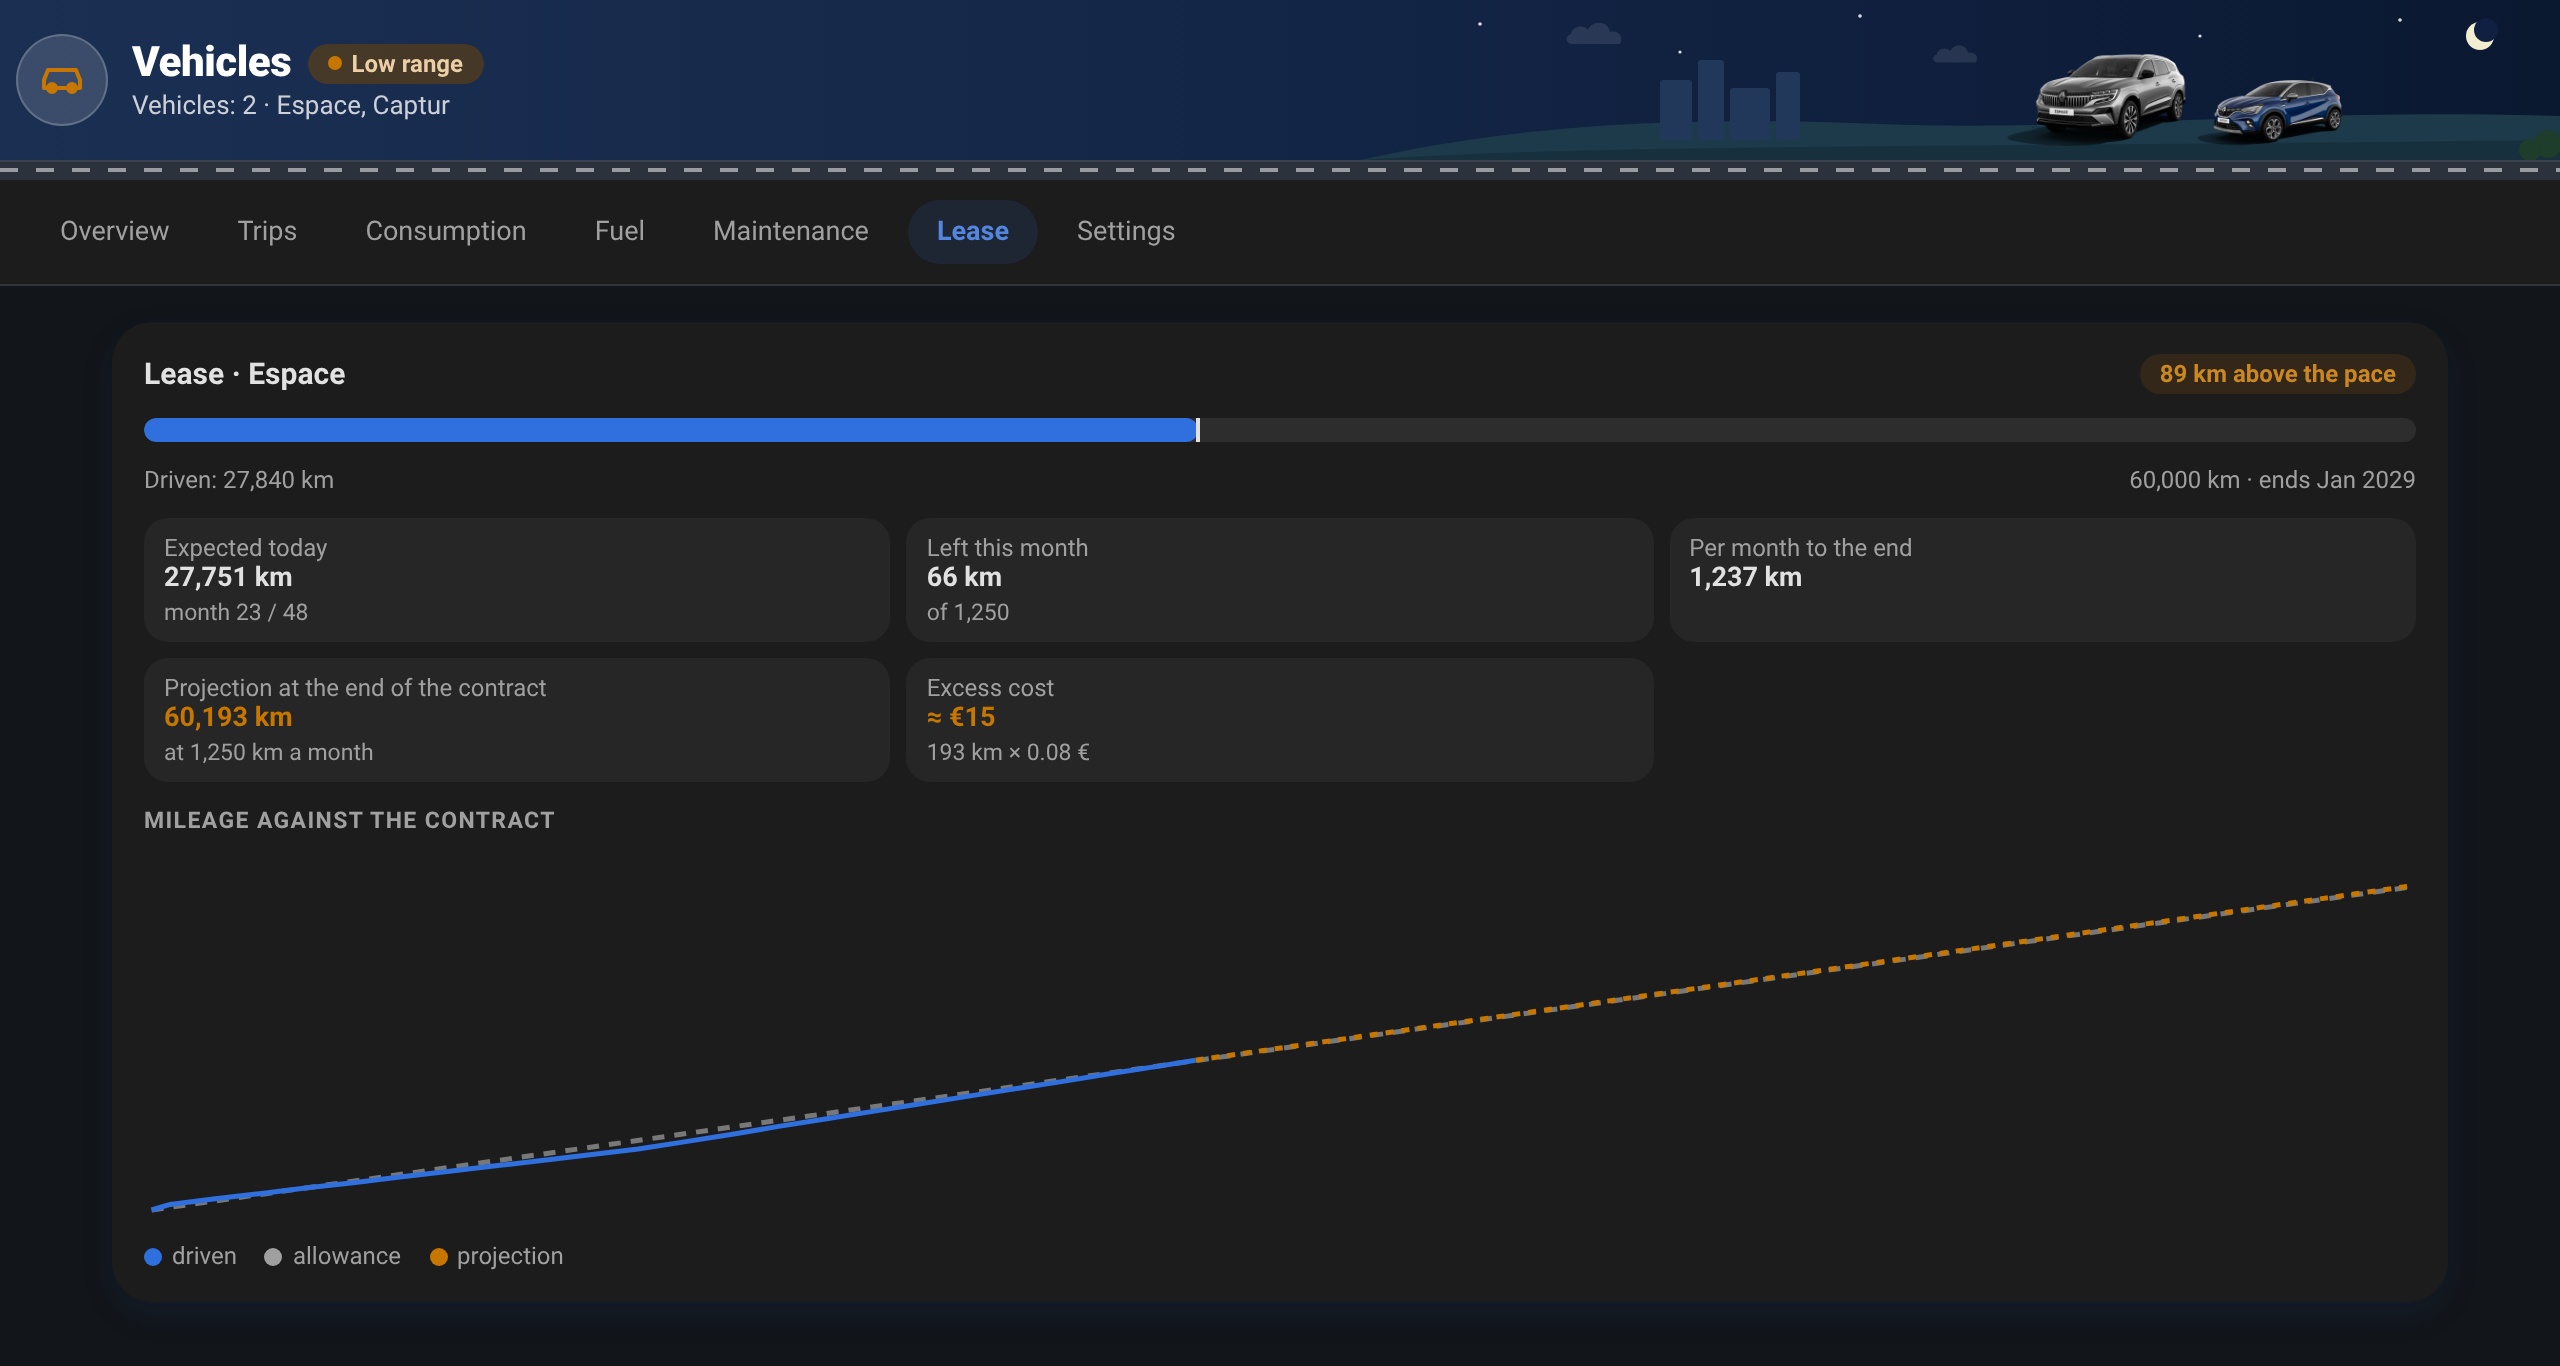 Vehicles
Low range
Vehicles: 2 · Espace, Captur
Overview
Trips
Consumption
Fuel
Maintenance
Lease
Settings
Lease · Espace
89 km above the pace
Driven: 27,840 km
60,000 km · ends Jan 2029
Expected today
27,751 km
month 23 / 48
Left this month
66 km
of 1,250
Per month to the end
1,237 km
Projection at the end of the contract
60,193 km
at 1,250 km a month
Excess cost
≈ €15
193 km × 0.08 €
MILEAGE AGAINST THE CONTRACT
driven
allowance
projection